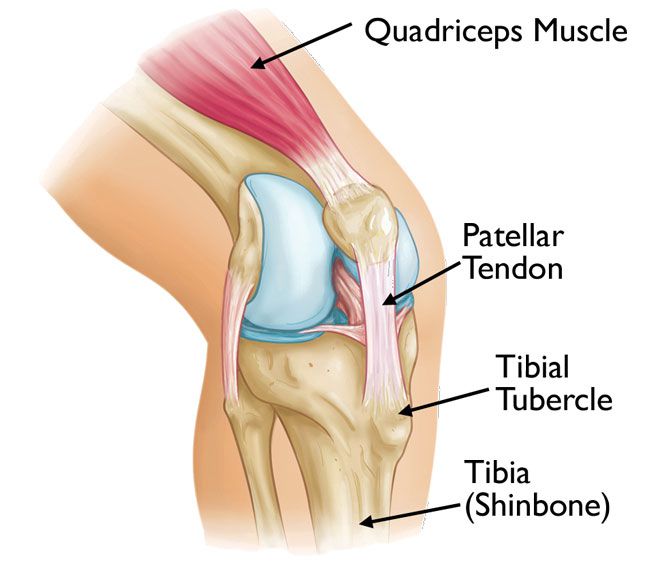 Quadriceps Muscle
Patellar
Tendon
Tibial
Tubercle
Tibia
(Shinbone)